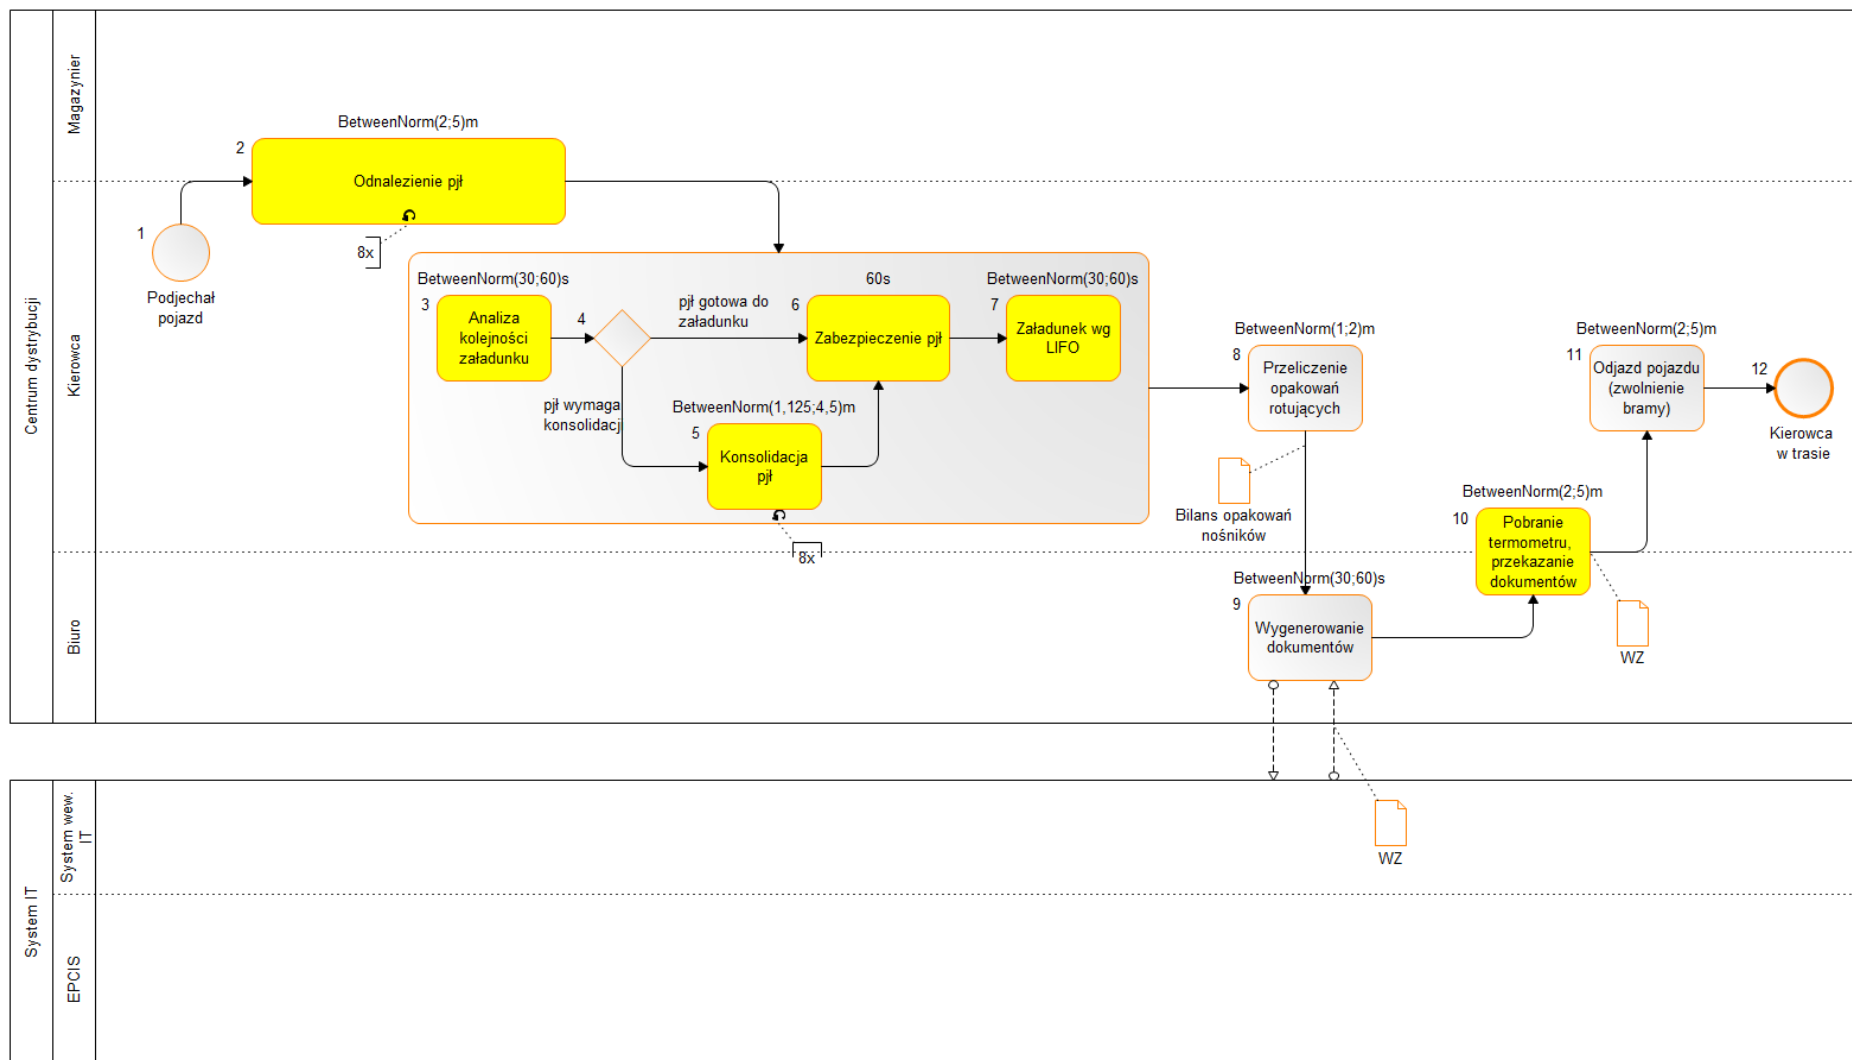 Centrum dystrybucji
Magazynier
Kierowca
Biuro
BetweenNorm(2;5)m
2
Odnalezienie pjł
8x
1
Podjechał
pojazd
BetweenNorm(30;60)s
3
Analiza
kolejności
załadunku
4
pjł gotowa do
załadunku
pjł wymaga
konsolidacji
60s
6
Zabezpieczenie pjł
BetweenNorm(30;60)s
7
Załadunek wg
LIFO
BetweenNorm(1,125;4,5)m
5
Konsolidacja
pjł
8x
BetweenNorm(1;2)m
8
Przeliczenie
opakowań
rotujących
Bilans opakowań
nośników
BetweenNorm(30;60)s
9
Wygenerowanie
dokumentów
BetweenNorm(2;5)m
10
Pobranie
termometru,
przekazanie
dokumentów
WZ
BetweenNorm(2;5)m
11
Odjazd pojazdu
(zwolnienie
bramy)
12
Kierowca
w trasie
System IT
System wew.
IT
EPCIS
WZ